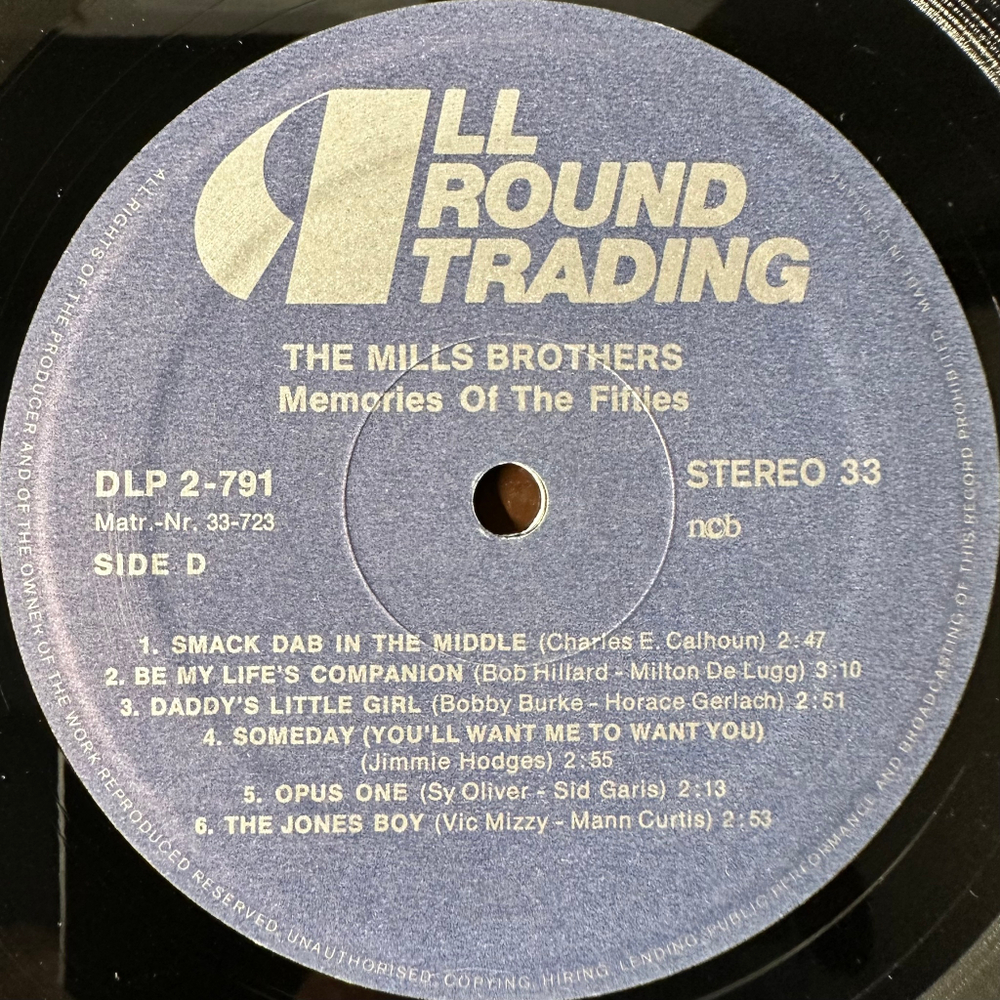 ALL
ROUND
TRADING
THE MILLS BROTHERS
Memories Of The Fifties
DLP 2-791
Matr.-Nr. 33-723
SIDE D
STEREO 33
ncb
1. SMACK DAB IN THE MIDDLE (Charles E. Calhoun) 2:47
2. BE MY LIFE'S COMPANION (Bob Hillard - Milton De Lugg) 3:10
3. DADDY'S LITTLE GIRL (Bobby Burke - Horace Gerlach) 2:51
4. SOMEDAY (YOU'LL WANT ME TO WANT YOU)
(Jimmie Hodges) 2:55
5. OPUS ONE (Sy Oliver - Sid Garis) 2:13
6. THE JONES BOY (Vic Mizzy - Mann Curtis) 2:53
ALL RIGHTS OF THE PRODUCER AND OF THE OWNER OF THE WORK REPRODUCED RESERVED. UNAUTHORISED COPYING, HIRING, LENDING, PUBLIC PERFORMANCE AND BROADCASTING OF THIS RECORD PROHIBITED. MADE IN